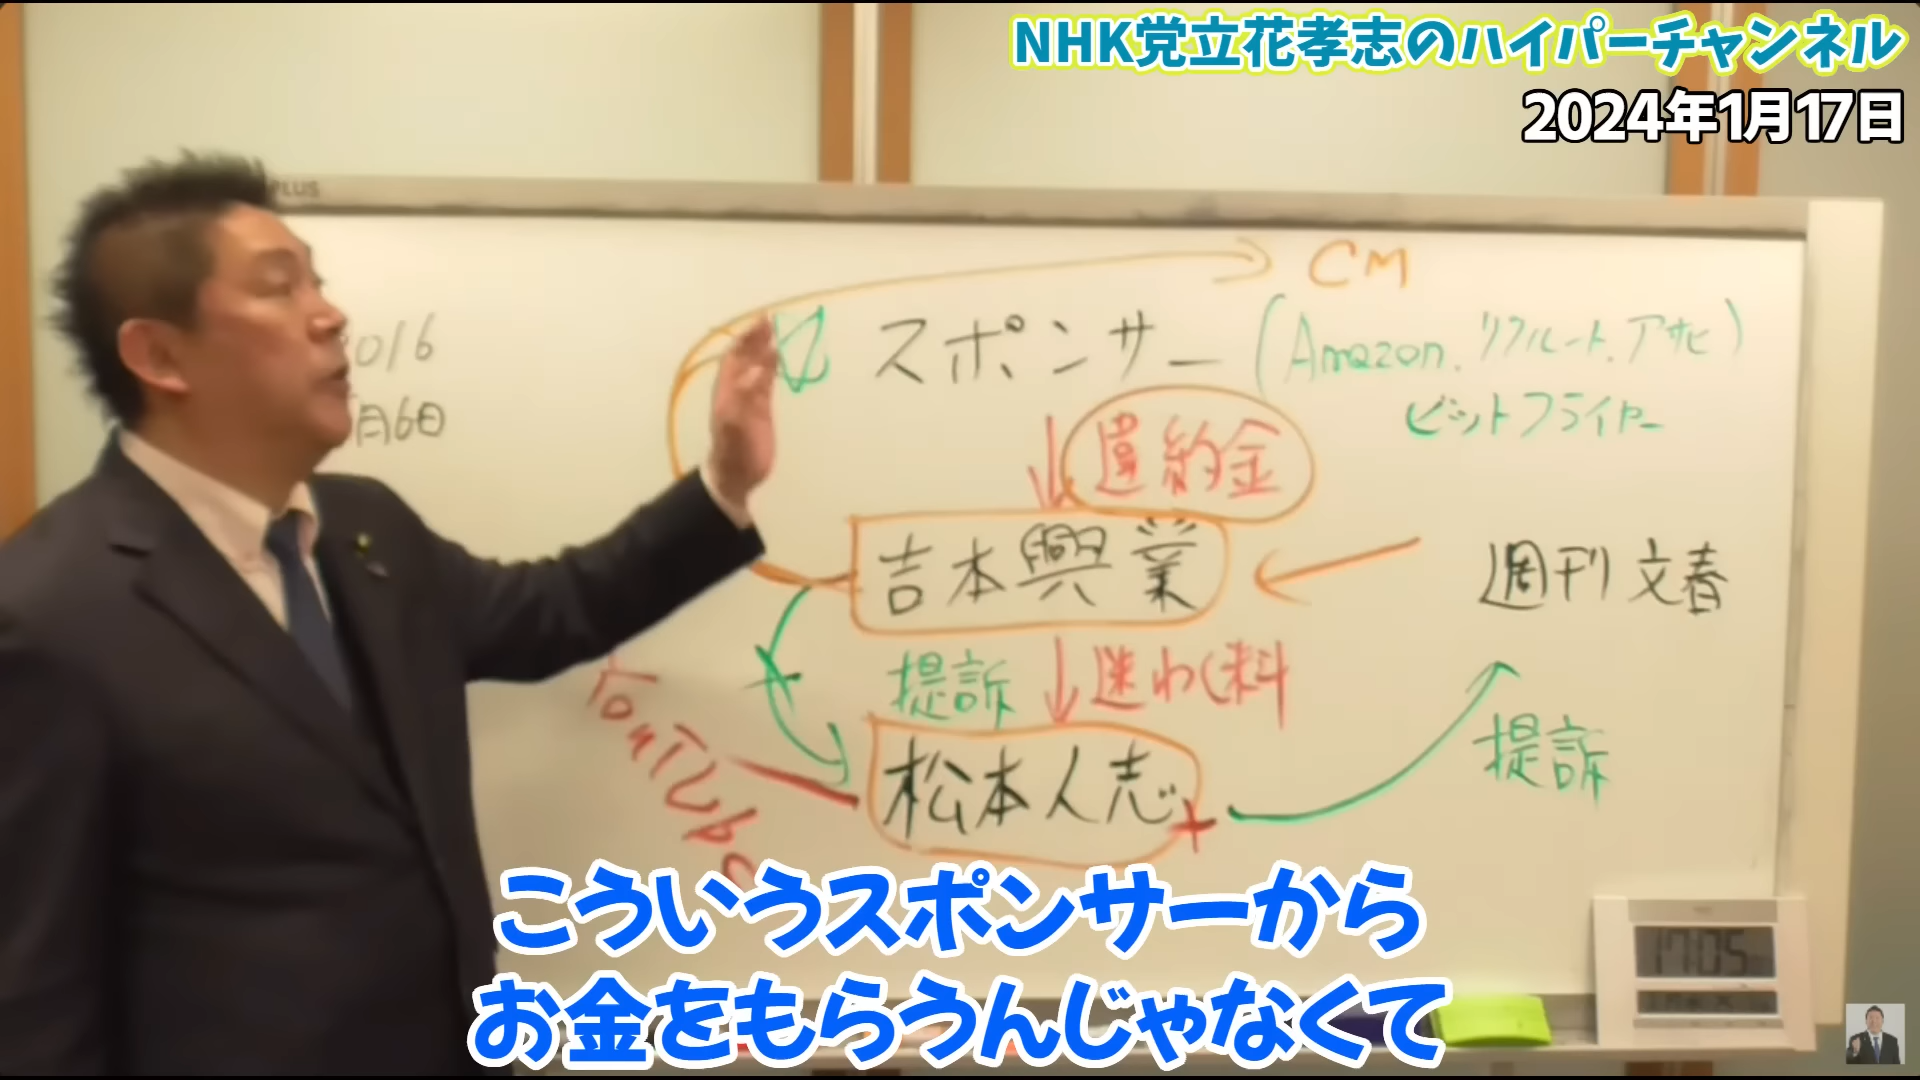 NHK党立花孝志のハイパーチャンネル
2024年1月17日
PLUS
CM
2016
月6日
スポンサー (Amazon. リクルート. アサヒ)
ビットフライヤー
違約金
吉本興業
週刊文春
提訴
迷わく料
松本人志
提訴
YouTube
こういうスポンサーから
お金をもらうんじゃなくて
17:05